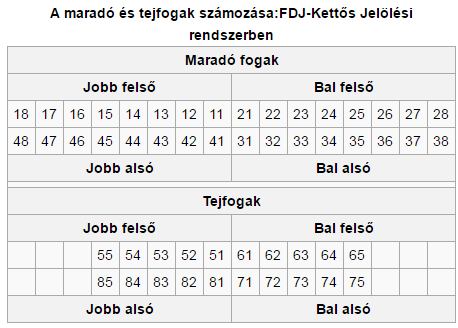 A maradó és tejfogak számozása:FDJ-Kettős Jelölési
rendszerben
Maradó fogak
Jobb felső Bal felső
18 17 16 15 14 13 12 11 21 22 23 24 25 26 27 28
48 47 46 45 44 43 42 41 31 32 33 34 35 36 37 38
Jobb alsó Bal alsó
Tejfogak
Jobb felső Bal felső
55 54 53 52 51 61 62 63 64 65
85 84 83 82 81 71 72 73 74 75
Jobb alsó Bal alsó